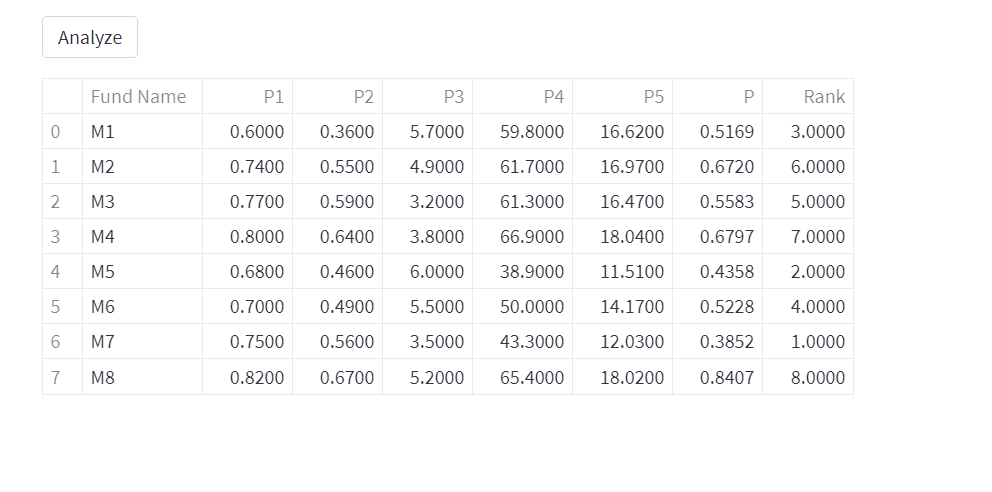 Analyze
Fund Name P1 P2 P3 P4 P5 P Rank
0 M1 0.6000 0.3600 5.7000 59.8000 16.6200 0.5169 3.0000
1 M2 0.7400 0.5500 4.9000 61.7000 16.9700 0.6720 6.0000
2 M3 0.7700 0.5900 3.2000 61.3000 16.4700 0.5583 5.0000
3 M4 0.8000 0.6400 3.8000 66.9000 18.0400 0.6797 7.0000
4 M5 0.6800 0.4600 6.0000 38.9000 11.5100 0.4358 2.0000
5 M6 0.7000 0.4900 5.5000 50.0000 14.1700 0.5228 4.0000
6 M7 0.7500 0.5600 3.5000 43.3000 12.0300 0.3852 1.0000
7 M8 0.8200 0.6700 5.2000 65.4000 18.0200 0.8407 8.0000